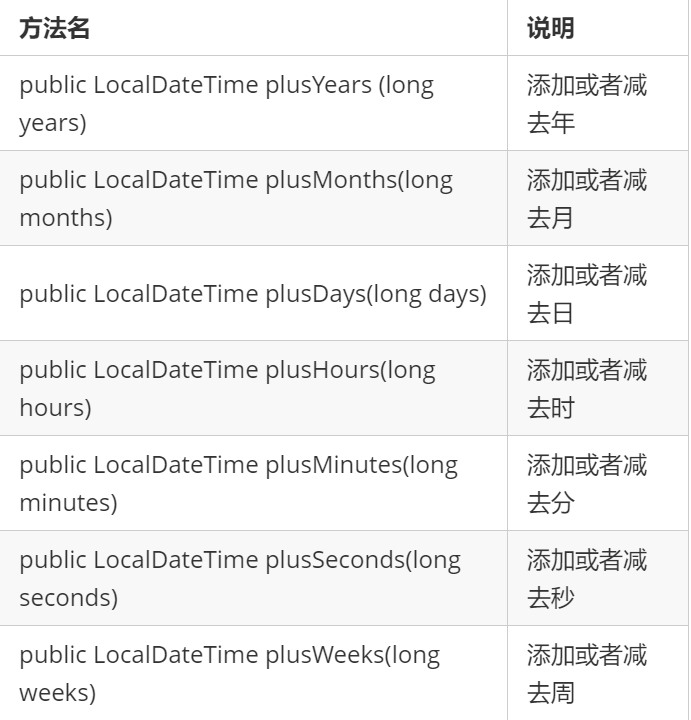 方法名 说明
public LocalDateTime plusYears (long
years)
添加或者减
去年
public LocalDateTime plusMonths(long
months)
添加或者减
去月
public LocalDateTime plusDays(long days)
添加或者减
去日
public LocalDateTime plusHours(long
hours)
添加或者减
去时
public LocalDateTime plusMinutes(long
minutes)
添加或者减
去分
public LocalDateTime plusSeconds(long
seconds)
添加或者减
去秒
public LocalDateTime plusWeeks(long
weeks)
添加或者减
去周